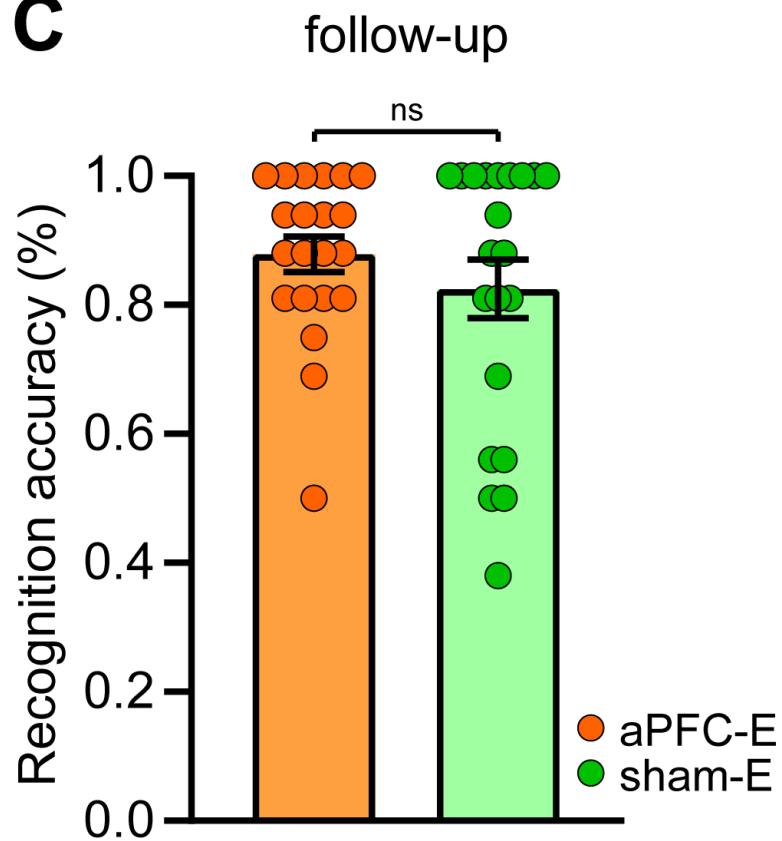 C
follow-up
ns
Recognition accuracy (%)
1.0
0.8
0.6
0.4
0.2
0.0
aPFC-E
sham-E